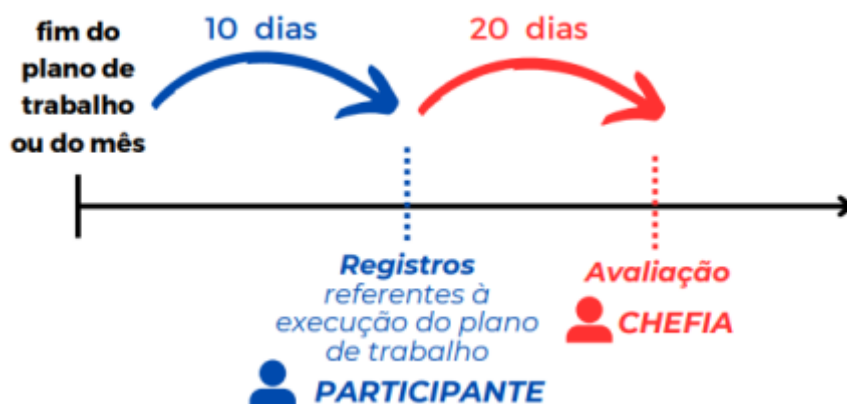 fim do
plano de
trabalho
ou do mês
10 dias
20 dias
Registros
referentes à
execução do plano
de trabalho
PARTICIPANTE
Avaliação
CHEFIA